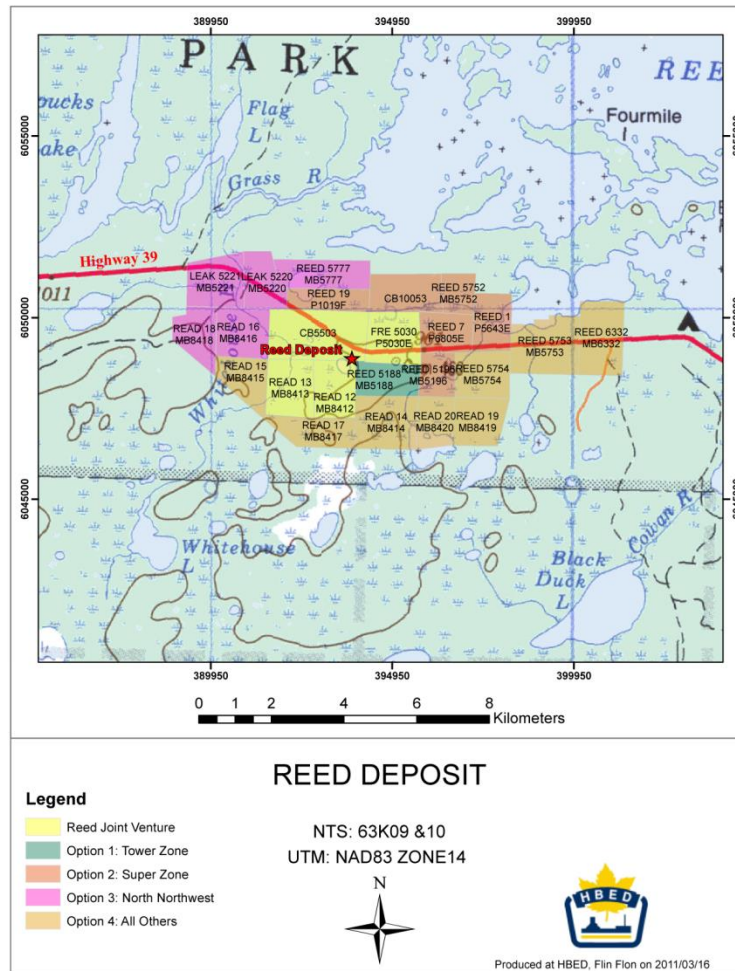 389950
394950
399950
PARK
REE
Flag
L
Fourmile
ake
6055000
6055000
Grass R
Highway 39
LEAK 5221
MB5221
LEAK 5220
MB5220
REED 5777
MB5777
REED 5752
MB5752
CB10053
REED 19
P1019F
1011
6050000
6050000
READ 18
MB8418
READ 16
MB8416
CB5503
FRE 5030
P5030E
REED 7
P6805E
REED 1
P5643E
REED 5753
MB5753
REED 6332
MB6332
Reed Deposit
READ 15
MB8415
READ 13
MB8413
READ 12
MB8412
REED 5188
MB5188
REED 5196
MB5196
REED 5754
MB5754
READ 17
MB8417
READ 14
MB8414
READ 20
MB8420
READ 19
MB8419
6045000
6045000
Whitehouse
L
Black
Duck
L
Cowan R
389950
394950
399950
0 1 2 4 6 8
Kilometers
REED DEPOSIT
Legend
Reed Joint Venture
Option 1: Tower Zone
Option 2: Super Zone
Option 3: North Northwest
Option 4: All Others
NTS: 63K09 &10
UTM: NAD83 ZONE14
N
HBED
Produced at HBED, Flin Flon on 2011/03/16